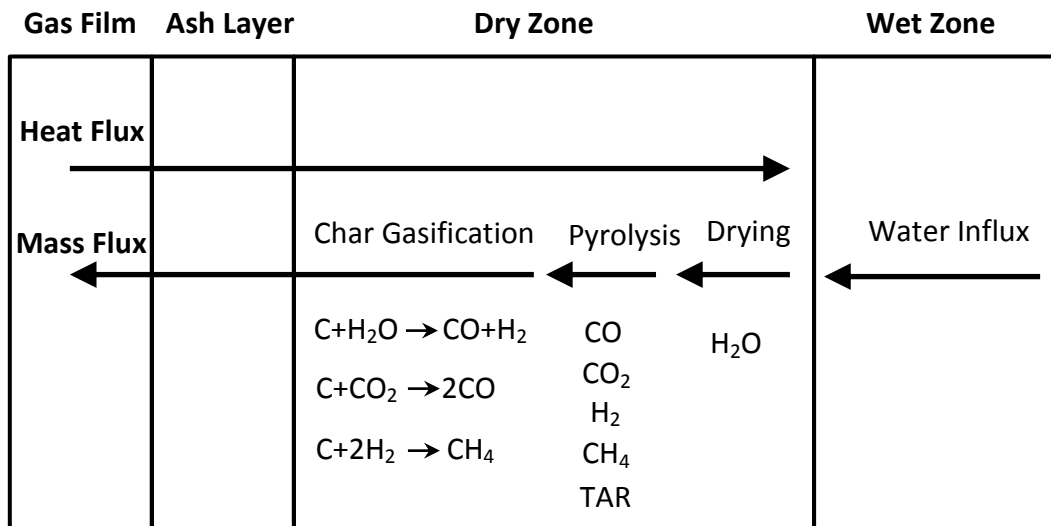 Gas Film Ash Layer Dry Zone Wet Zone
Heat Flux
Mass Flux
Char Gasification Pyrolysis Drying Water Influx
C+H₂O → CO+H₂ CO H₂O
C+CO₂ → 2CO CO₂
H₂
C+2H₂ → CH₄ CH₄
TAR